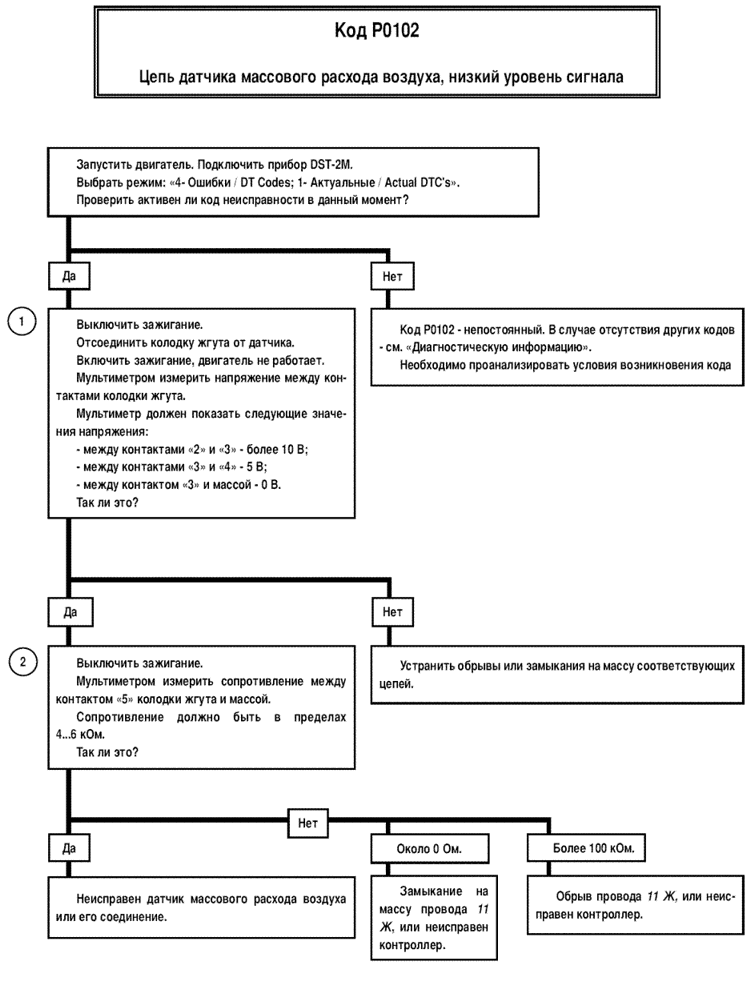 Код P0102
Цепь датчика массового расхода воздуха, низкий уровень сигнала
Запустить двигатель. Подключить прибор DST-2M.
Выбрать режим: «4- Ошибки / DT Codes; 1- Актуальные / Actual DTC's».
Проверить активен ли код неисправности в данный момент?
Да
Нет
1
Выключить зажигание.
Отсоединить колодку жгута от датчика.
Включить зажигание, двигатель не работает.
Мультиметром измерить напряжение между кон-
тактами колодки жгута.
Мультиметр должен показать следующие значе-
ния напряжения:
- между контактами «2» и «3» - более 10 В;
- между контактами «3» и «4» - 5 В;
- между контактом «3» и массой - 0 В.
Так ли это?
Код P0102 - непостоянный. В случае отсутствия других кодов
- см. «Диагностическую информацию».
Необходимо проанализировать условия возникновения кода
Да
Нет
2
Выключить зажигание.
Мультиметром измерить сопротивление между
контактом «5» колодки жгута и массой.
Сопротивление должно быть в пределах
4...6 кОм.
Так ли это?
Устранить обрывы или замыкания на массу соответствующих
цепей.
Нет
Да
Около 0 Ом.
Более 100 кОм.
Неисправен датчик массового расхода воздуха
или его соединение.
Замыкание на
массу провода 11
Ж, или неисправен
контроллер.
Обрыв провода 11 Ж, или неис-
правен контроллер.